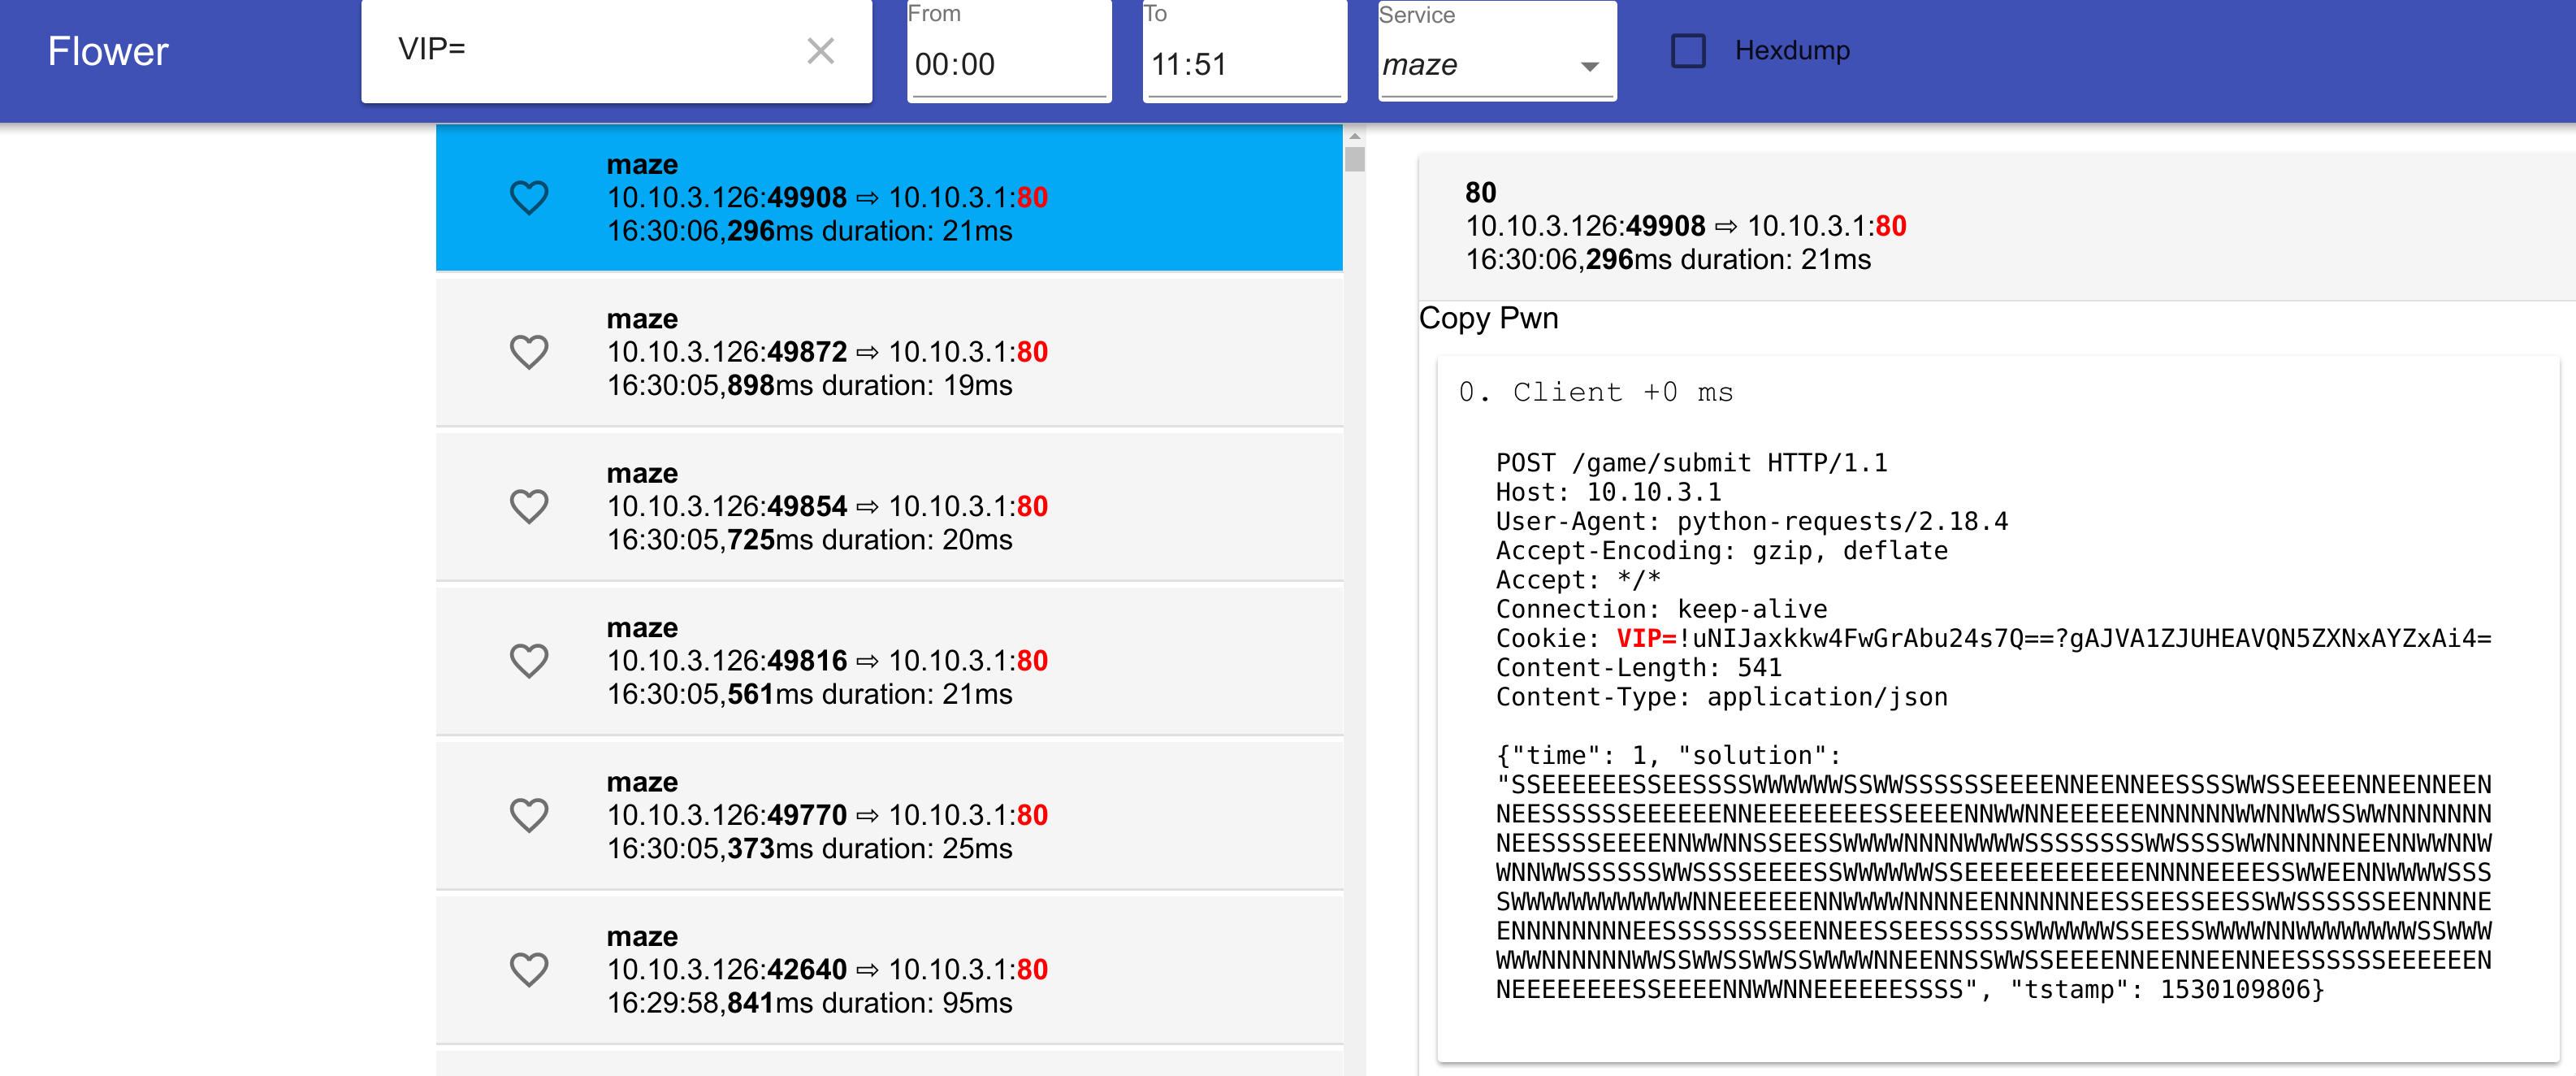 Flower
VIP=
From
00:00
To
11:51
Service
maze
Hexdump
maze
10.10.3.126:49908 ⇨ 10.10.3.1:80
16:30:06,296ms duration: 21ms
maze
10.10.3.126:49872 ⇨ 10.10.3.1:80
16:30:05,898ms duration: 19ms
maze
10.10.3.126:49854 ⇨ 10.10.3.1:80
16:30:05,725ms duration: 20ms
maze
10.10.3.126:49816 ⇨ 10.10.3.1:80
16:30:05,561ms duration: 21ms
maze
10.10.3.126:49770 ⇨ 10.10.3.1:80
16:30:05,373ms duration: 25ms
maze
10.10.3.126:42640 ⇨ 10.10.3.1:80
16:29:58,841ms duration: 95ms
80
10.10.3.126:49908 ⇨ 10.10.3.1:80
16:30:06,296ms duration: 21ms
Copy Pwn
0. Client +0 ms
POST /game/submit HTTP/1.1
Host: 10.10.3.1
User-Agent: python-requests/2.18.4
Accept-Encoding: gzip, deflate
Accept: */*
Connection: keep-alive
Cookie: VIP=!uNIJaxkkw4FwGrAbu24s7Q==?gAJVA1ZJUHEAVQN5ZXNxAYZxAi4=
Content-Length: 541
Content-Type: application/json
{"time": 1, "solution":
"SSEEEEEESSEESSSSWWWWWWSSWWSSSSSSEEEENNEENNEESSSSWWSSEEEENNEENNEEN
NEESSSSSSEEEEEENNEEEEEEEESSEEEENNWWNNEEEEEENNNNNNWWNNWWSSWWNNNNNNN
NEESSSSEEEENNWWNNSSEESSWWWWNNNNWWWWSSSSSSSSWWSSSSWWNNNNNNEENNWWNNW
WNNWWSSSSSSWWSSSSEEEESSWWWWWWSSEEEEEEEEEEEENNNNEEEESSWWEENNWWWWSSS
SWWWWWWWWWWWWNNEEEEEENNWWWWNNNNEENNNNNNEESSEESSEESSWWSSSSSSEENNNNE
ENNNNNNNNEESSSSSSSSEENNEESSEESSSSSSWWWWWWSSEESSWWWWNNWWWWWWWWSSWWW
WWWNNNNNNWWSSWWSSWWSSWWWWNNEENNSSWWSSEEEENNEENNEENNEESSSSSSEEEEEEN
NEEEEEEEESSEEEENNWWNNEEEEEESSSS", "tstamp": 1530109806}